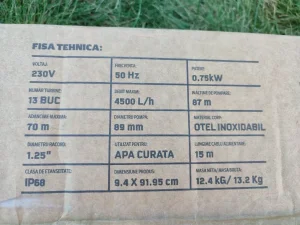 FISA TEHNICA:
VOLTAJ: FRECVENTA: PUTERE:
230V 50 Hz 0.75kW
NUMAR TURBINE: DEBIT MAXIM: INALTIME DE POMPARE:
13 BUC 4500 L/h 87 m
ADANCIME MAXIMA: DIAMETRU POMPA: MATERIAL CORP:
70 m 89 mm OTEL INOXIDABIL
DIAMETRU RACORD: UTILIZAT PENTRU: LUNGIME CABLU ALIMENTARE:
1.25" APA CURATA 15 m
CLASA DE ETANSEITATE: DIMENSIUNE PRODUS: MASA NETA/ MASA BRUTA:
IP68 9.4 X 91.95 cm 12.4 kG/ 13.2 Kg